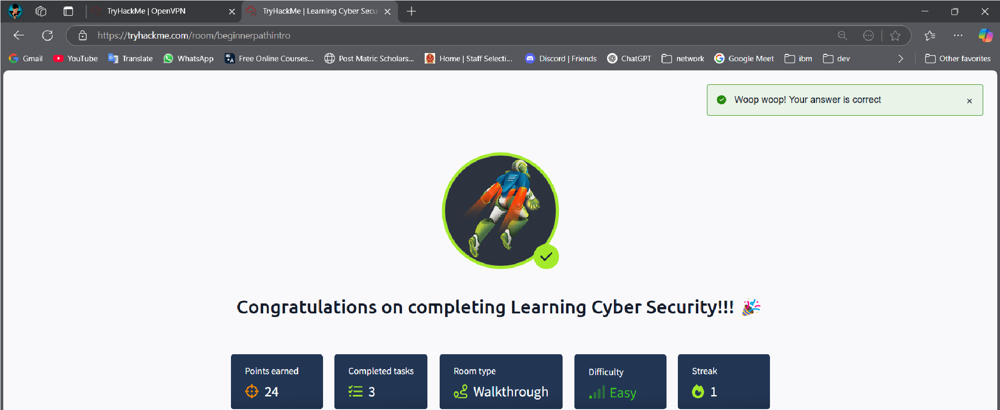 TryHackMe | OpenVPN
TryHackMe | Learning Cyber Secu
https://tryhackme.com/room/beginnerpathintro
Gmail
YouTube
Translate
WhatsApp
Free Online Courses...
Post Matric Scholars...
Home | Staff Selecti...
Discord | Friends
ChatGPT
network
Google Meet
ibm
dev
Other favorites
Woop woop! Your answer is correct
Congratulations on completing Learning Cyber Security!!!
Points earned
24
Completed tasks
3
Room type
Walkthrough
Difficulty
Easy
Streak
1